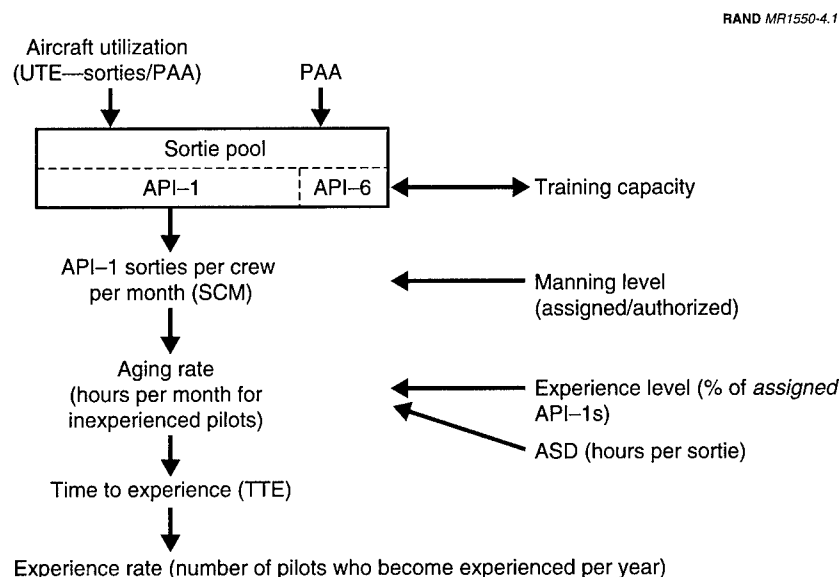 RAND MR1550-4.1
Aircraft utilization
(UTE—sorties/PAA)
PAA
Sortie pool
API–1
API–6
Training capacity
API–1 sorties per crew
per month (SCM)
Manning level
(assigned/authorized)
Aging rate
(hours per month for
inexperienced pilots)
Experience level (% of assigned
API–1s)
ASD (hours per sortie)
Time to experience (TTE)
Experience rate (number of pilots who become experienced per year)